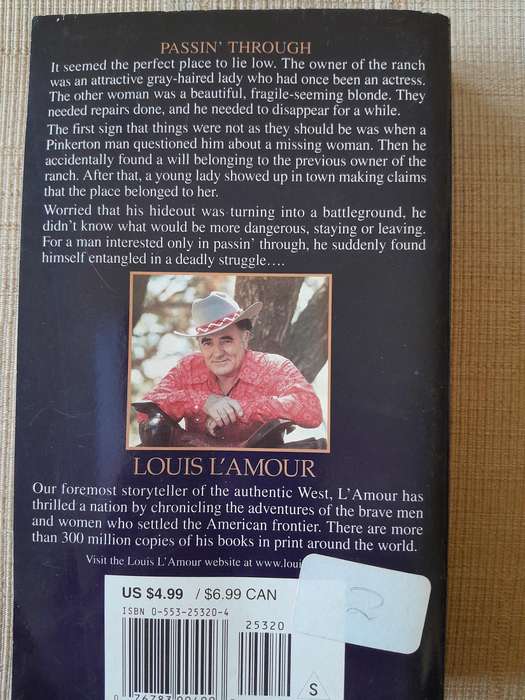 PASSIN' THROUGH
It seemed the perfect place to lie low. The owner of the ranch
was an attractive gray-haired lady who had once been an actress.
The other woman was a beautiful, fragile-seeming blonde. They
needed repairs done, and he needed to disappear for a while.
The first sign that things were not as they should be was when a
Pinkerton man questioned him about a missing woman. Then he
accidentally found a will belonging to the previous owner of the
ranch. After that, a young lady showed up in town making claims
that the place belonged to her.
Worried that his hideout was turning into a battleground, he
didn't know what would be more dangerous, staying or leaving.
For a man interested only in passin' through, he suddenly found
himself entangled in a deadly struggle....
LOUIS L'AMOUR
Our foremost storyteller of the authentic West, L'Amour has
thrilled a nation by chronicling the adventures of the brave men
and women who settled the American frontier. There are more
than 300 million copies of his books in print around the world.
Visit the Louis L'Amour website at www.loui
US $4.99 / $6.99 CAN
ISBN 0-553-25320-4
25320
2
S